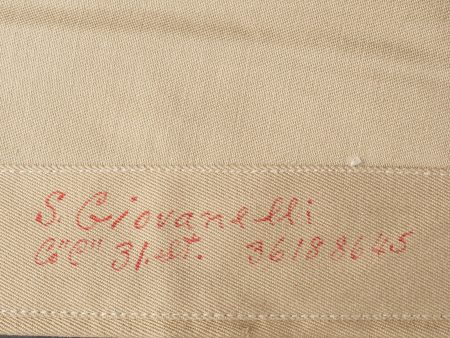 S. Giovanelli
Co "C" 31.st. 36188645